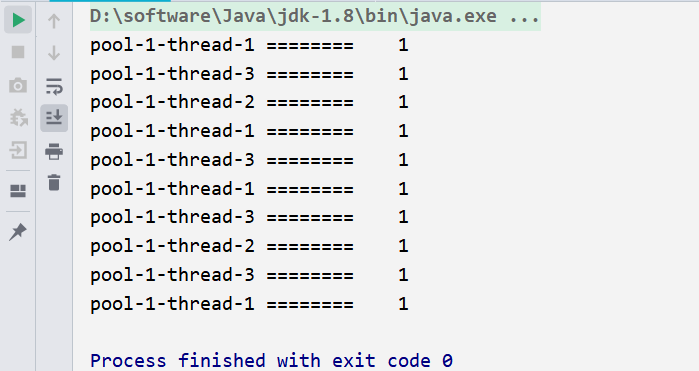 D:\software\Java\jdk-1.8\bin\java.exe ...
pool-1-thread-1 ========    1
pool-1-thread-3 ========    1
pool-1-thread-2 ========    1
pool-1-thread-1 ========    1
pool-1-thread-3 ========    1
pool-1-thread-1 ========    1
pool-1-thread-3 ========    1
pool-1-thread-2 ========    1
pool-1-thread-3 ========    1
pool-1-thread-1 ========    1
Process finished with exit code 0